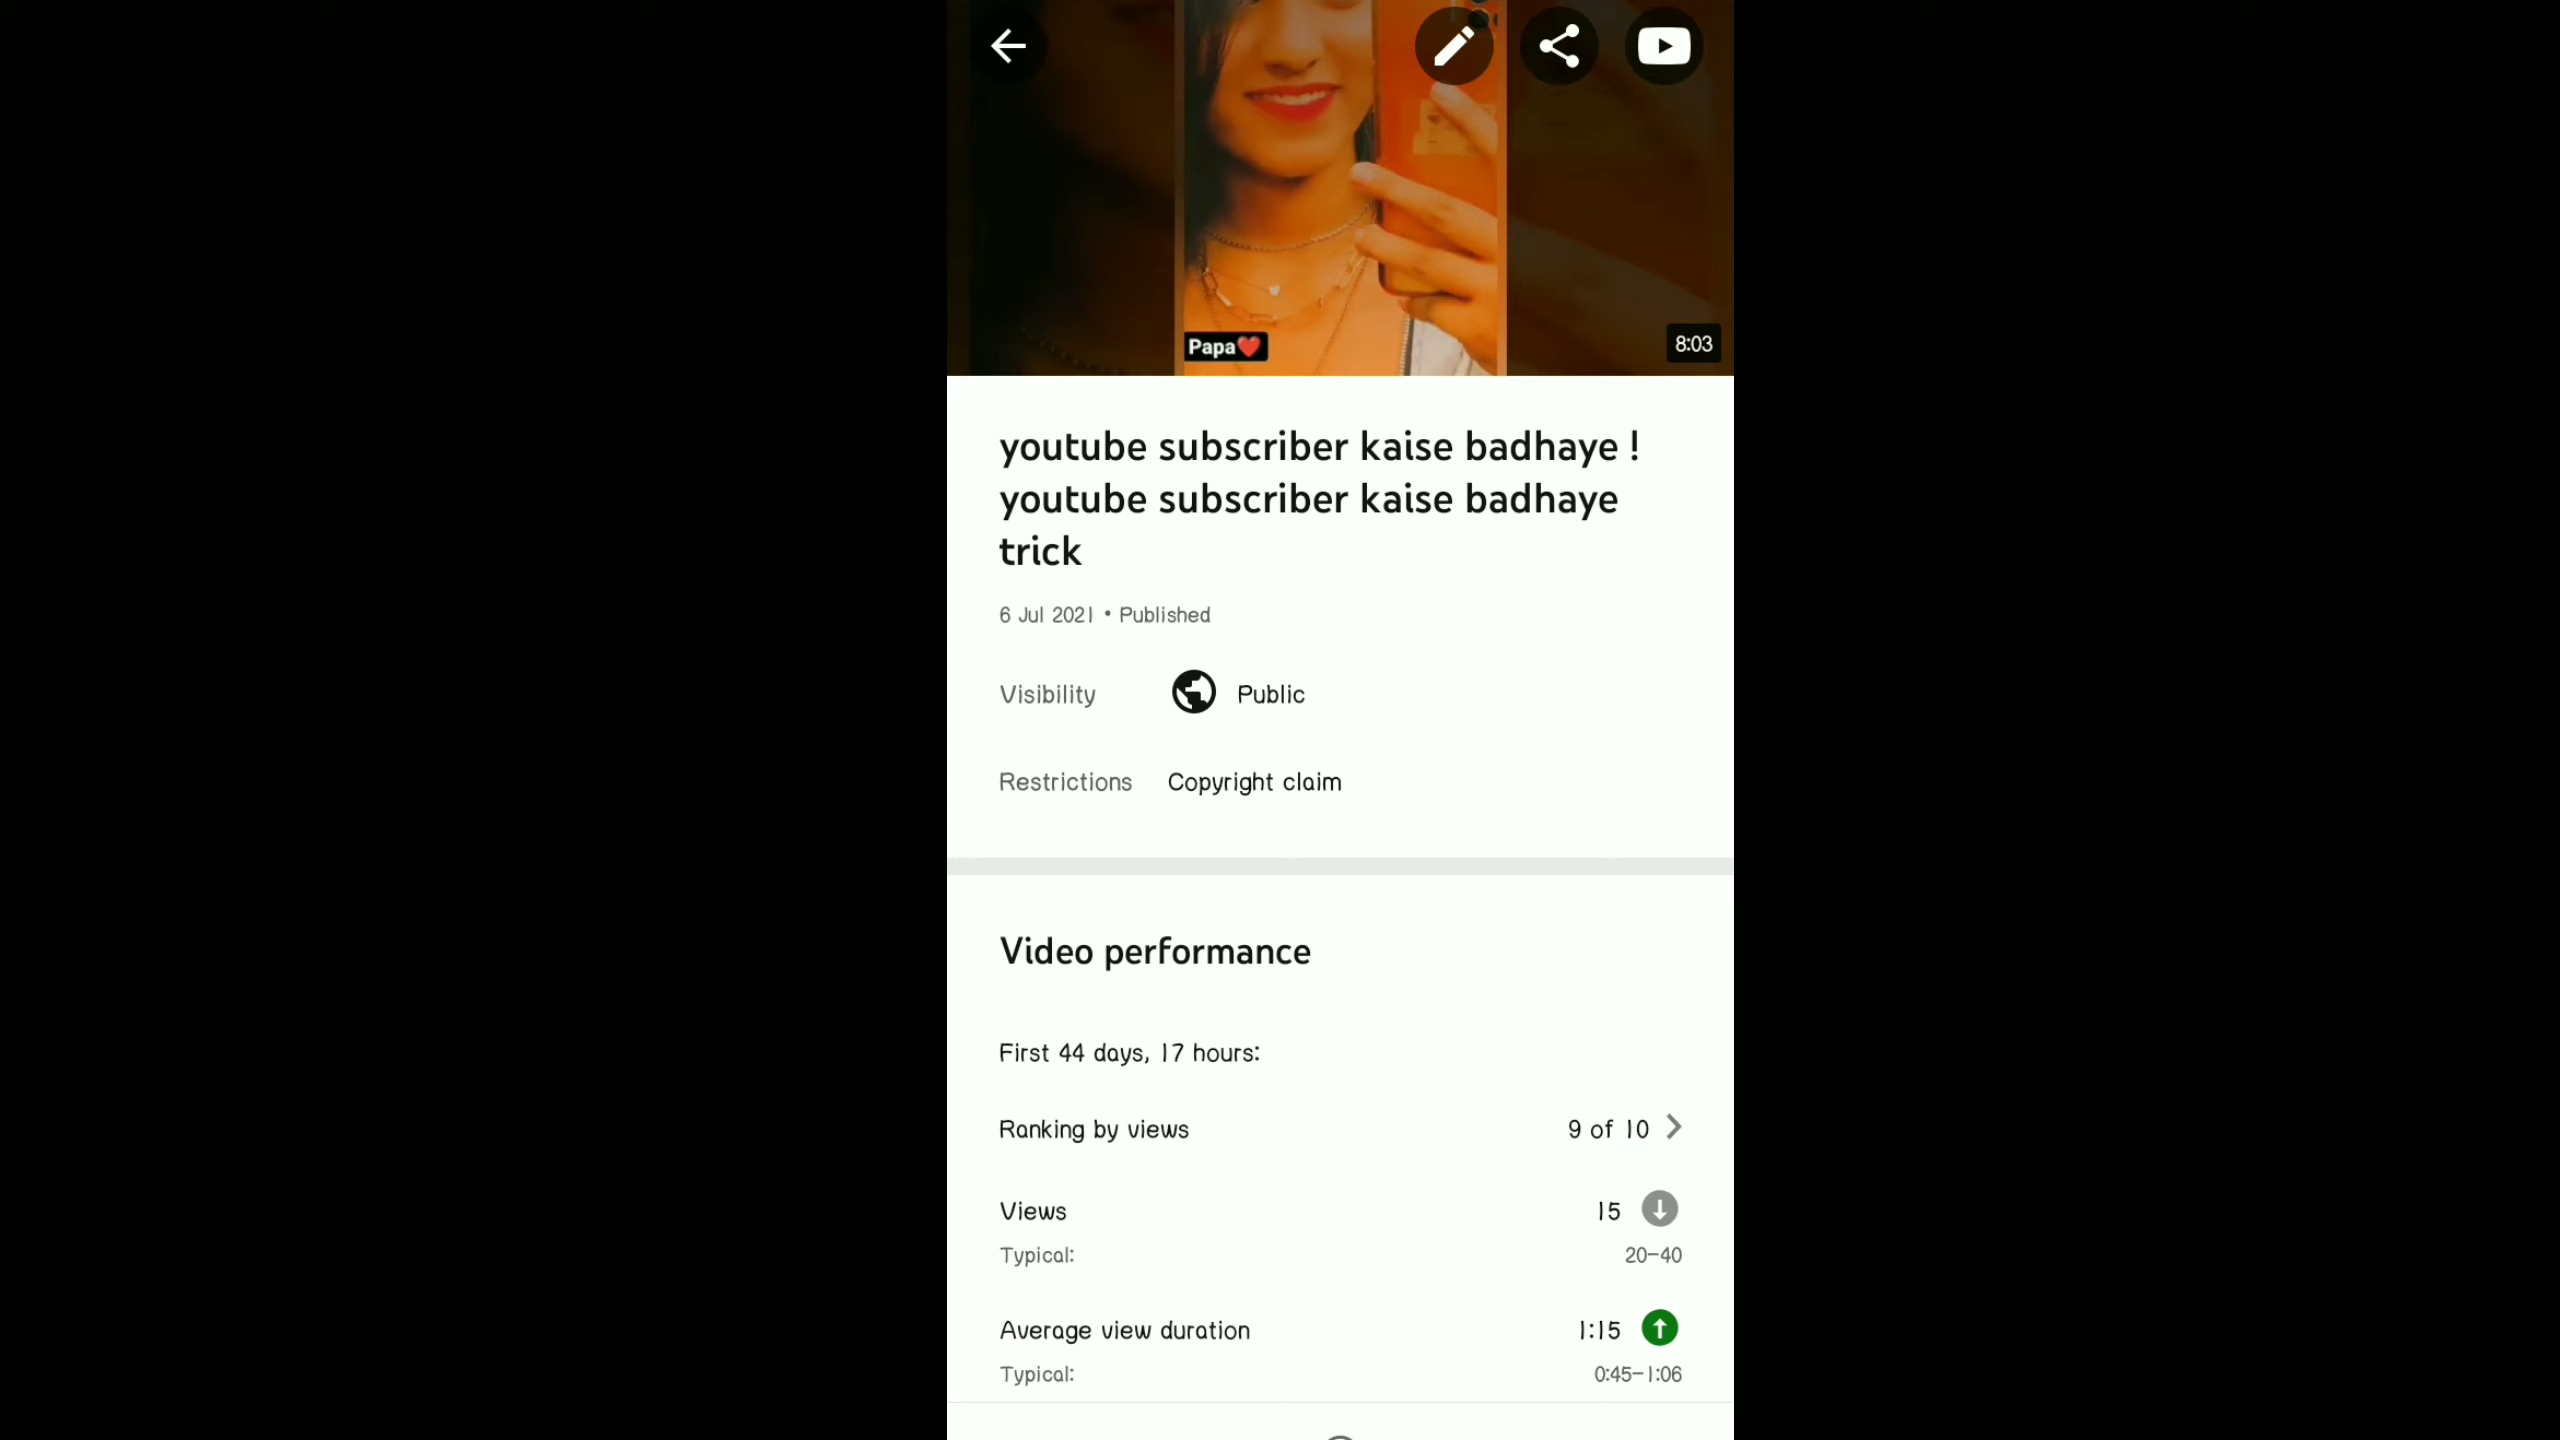 Papa❤️
8:03
youtube subscriber kaise badhaye !
youtube subscriber kaise badhaye
trick
6 Jul 2021 • Published
Visibility Public
Restrictions Copyright claim
Video performance
First 44 days, 17 hours:
Ranking by views 9 of 10
Views 15
Typical: 20–40
Average view duration 1:15
Typical: 0:45–1:06